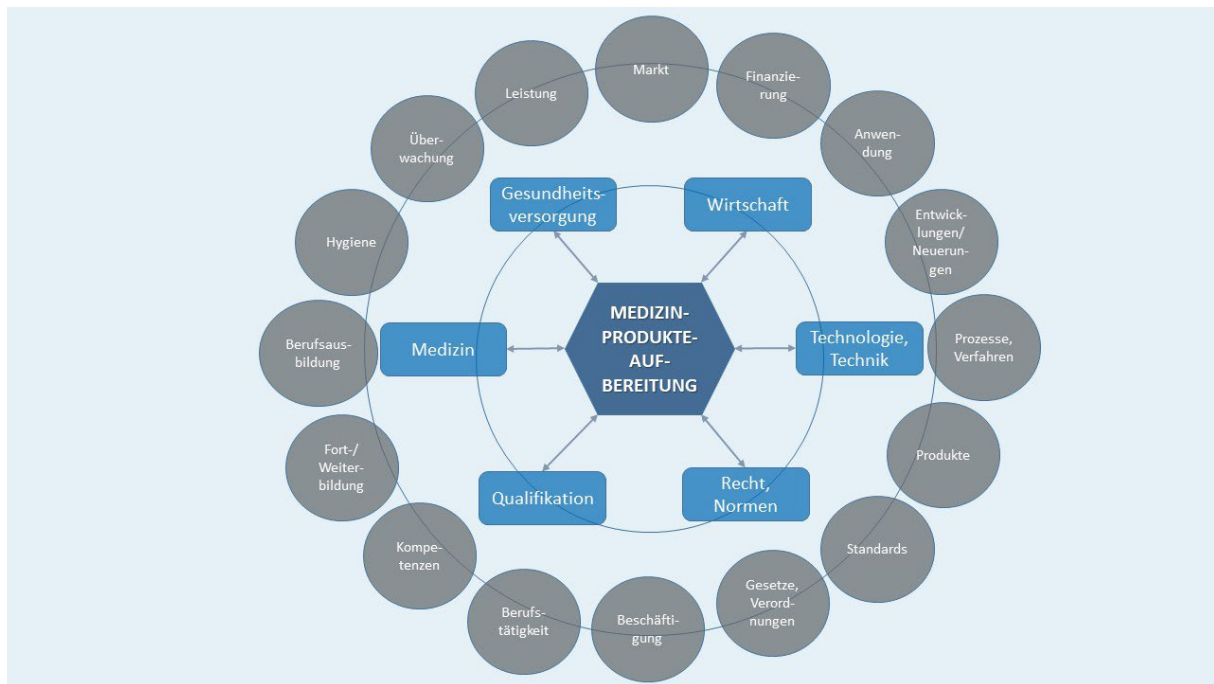 Markt
Finanzie-
rung
Anwen-
dung
Entwick-
lungen/
Neuerun-
gen
Prozesse,
Verfahren
Produkte
Standards
Gesetze,
Verord-
nungen
Beschäfti-
gung
Berufs-
tätigkeit
Kompe-
tenzen
Fort-/
Weiter-
bildung
Berufsaus-
bildung
Hygiene
Über-
wachung
Leistung
Gesundheits-
versorgung
Wirtschaft
Technologie,
Technik
Recht,
Normen
Qualifikation
Medizin
MEDIZIN-
PRODUKTE-
AUF-
BEREITUNG